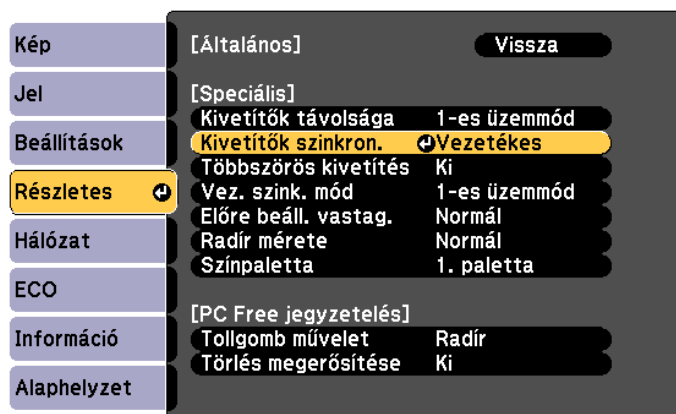 Kép
Jel
Beállítások
Részletes
Hálózat
ECO
Információ
Alaphelyzet
[Általános] Vissza
[Speciális]
Kivetítők távolsága 1-es üzemmód
Kivetítők szinkron. Vezetékes
Többszörös kivetítés Ki
Vez. szink. mód 1-es üzemmód
Előre beáll. vastag. Normál
Radír mérete Normál
Színpaletta 1. paletta
[PC Free jegyzetelés]
Tollgomb művelet Radír
Törlés megerősítése Ki